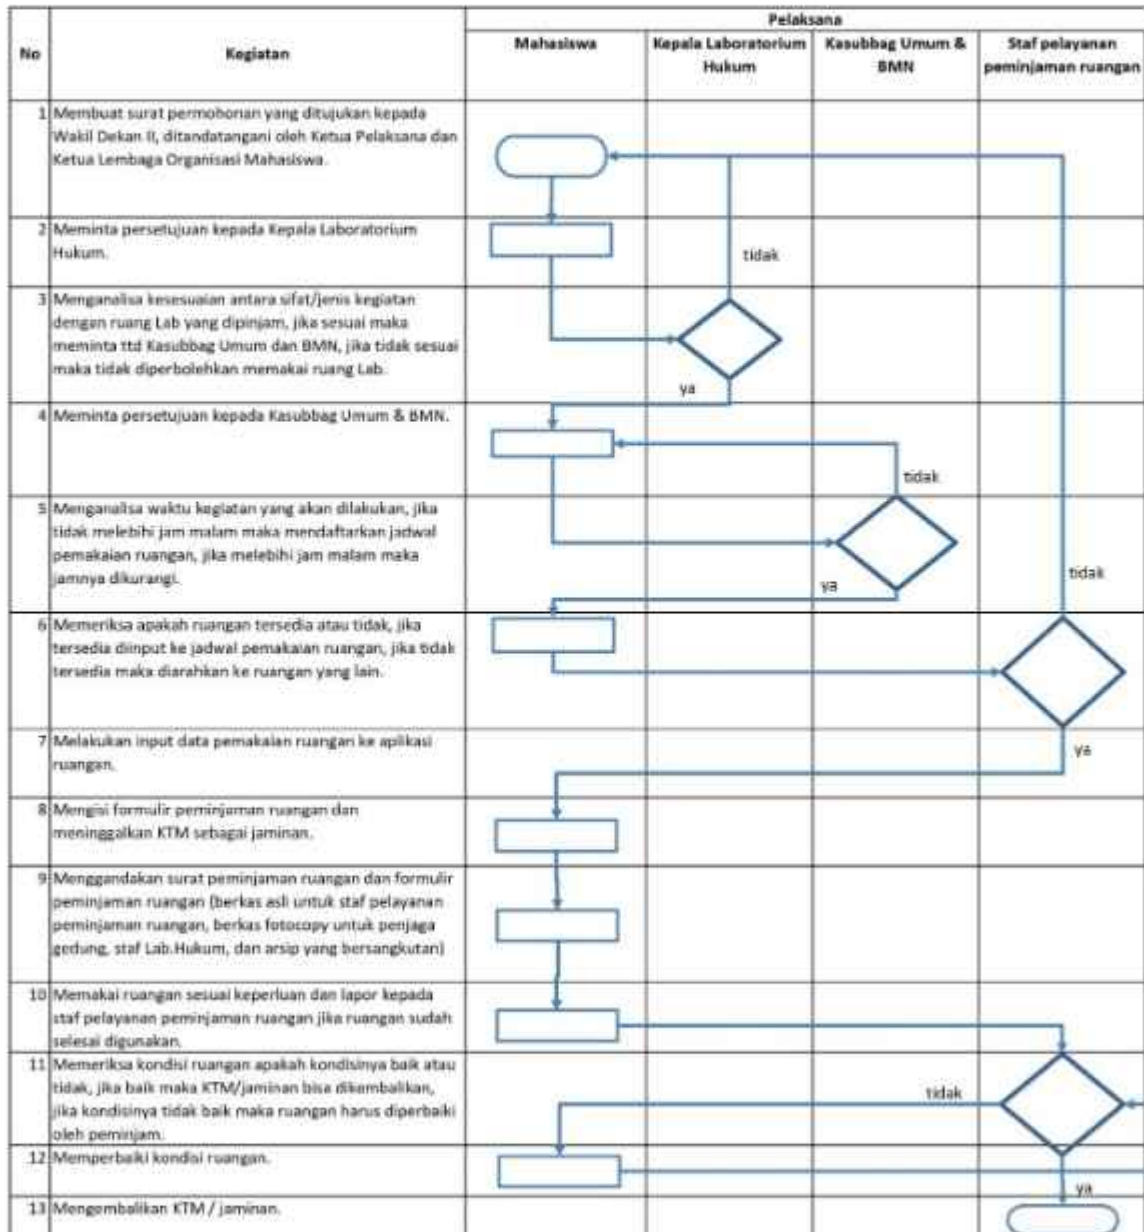 Pelaksana
No
Kegiatan
Mahasiswa
Kepala Laboratorium
Hukum
Kasubbag Umum &
BMN
Staf pelayanan
peminjaman ruangan
1 Membuat surat permohonan yang ditujukan kepada
Wakil Dekan II, ditandatangani oleh Ketua Pelaksana dan
Ketua Lembaga Organisasi Mahasiswa.
2 Meminta persetujuan kepada Kepala Laboratorium
Hukum.
tidak
3 Menganalisa kesesuaian antara sifat/jenis kegiatan
dengan ruang Lab yang dipinjam, jika sesuai maka
meminta ttd Kasubbag Umum dan BMN, jika tidak sesuai
maka tidak diperbolehkan memakai ruang Lab.
ya
4 Meminta persetujuan kepada Kasubbag Umum & BMN.
tidak
5 Menganalisa waktu kegiatan yang akan dilakukan, jika
tidak melebihi jam malam maka mendaftarkan jadwal
pemakaian ruangan, jika melebihi jam malam maka
jamnya dikurangi.
ya
tidak
6 Memeriksa apakah ruangan tersedia atau tidak, jika
tersedia diinput ke jadwal pemakaian ruangan, jika tidak
tersedia maka diarahkan ke ruangan yang lain.
7 Melakukan input data pemakaian ruangan ke aplikasi
ruangan.
ya
8 Mengisi formulir peminjaman ruangan dan
meninggalkan KTM sebagai jaminan.
9 Menggandakan surat peminjaman ruangan dan formulir
peminjaman ruangan (berkas asli untuk staf pelayanan
peminjaman ruangan, berkas fotocopy untuk penjaga
gedung, staf Lab.Hukum, dan arsip yang bersangkutan)
10 Memakai ruangan sesuai keperluan dan lapor kepada
staf pelayanan peminjaman ruangan jika ruangan sudah
selesai digunakan.
11 Memeriksa kondisi ruangan apakah kondisinya baik atau
tidak, jika baik maka KTM/jaminan bisa dikembalikan,
jika kondisinya tidak baik maka ruangan harus diperbaiki
oleh peminjam.
tidak
12 Memperbaiki kondisi ruangan.
ya
13 Mengembalikan KTM / jaminan.